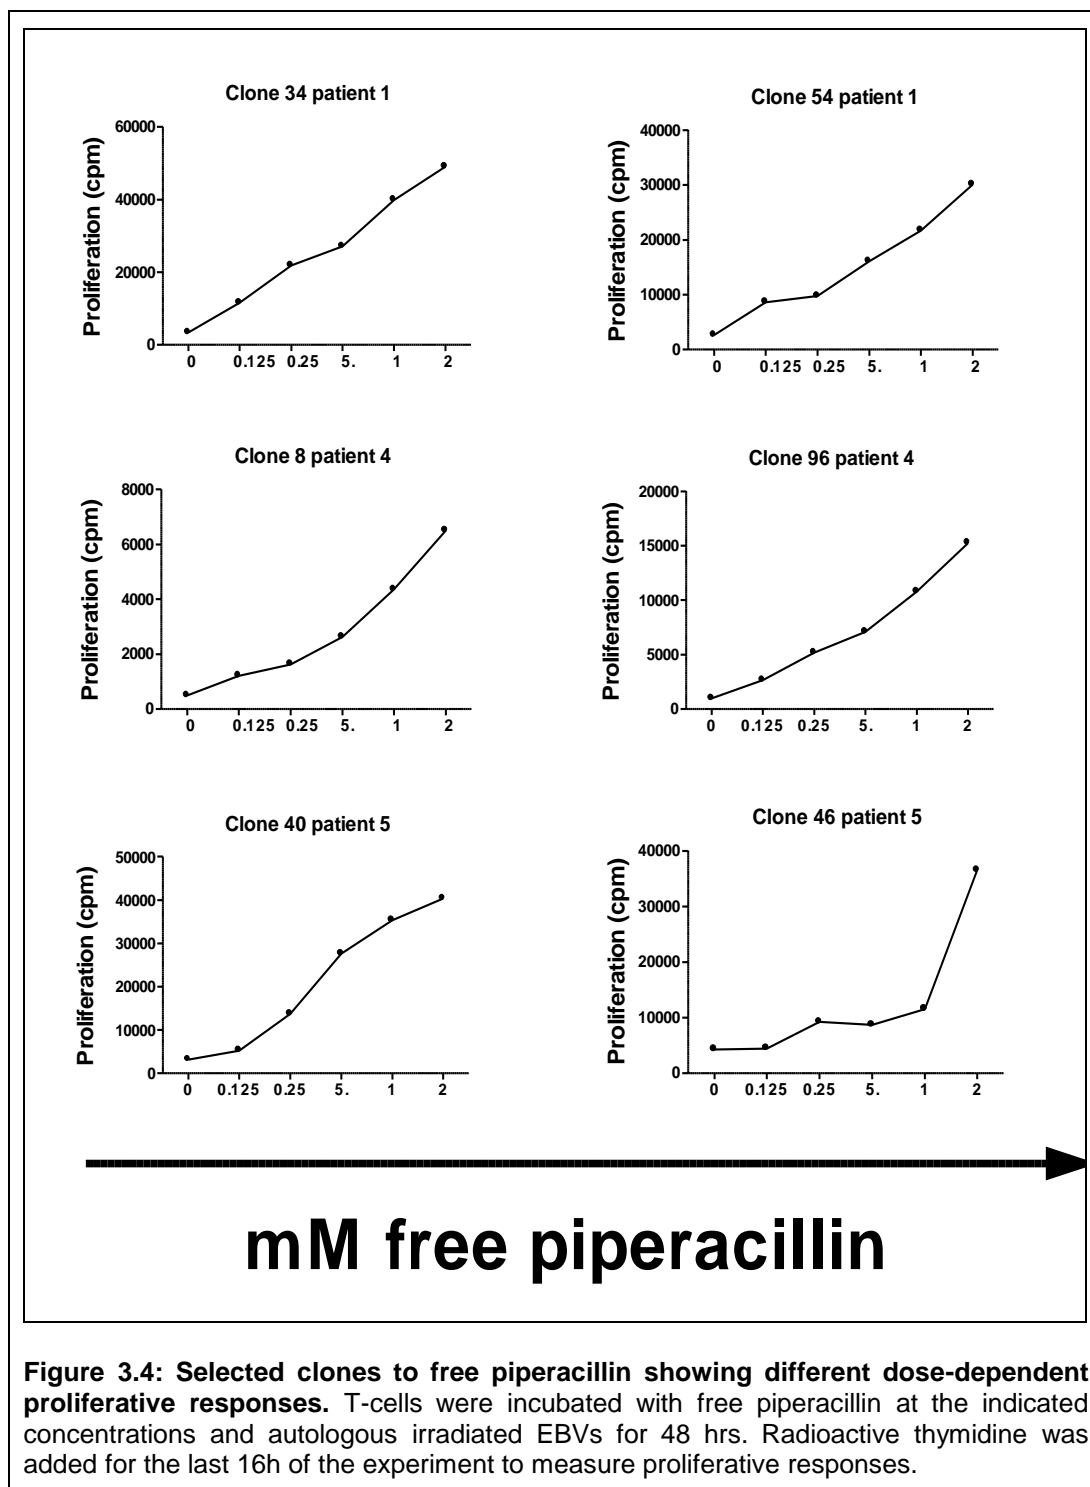 Clone 34 patient 1
Proliferation (cpm)
60000
40000
20000
0
0 0.125 0.25 5. 1 2
Clone 54 patient 1
Proliferation (cpm)
40000
30000
20000
10000
0
0 0.125 0.25 5. 1 2
Clone 8 patient 4
Proliferation (cpm)
8000
6000
4000
2000
0
0 0.125 0.25 5. 1 2
Clone 96 patient 4
Proliferation (cpm)
20000
15000
10000
5000
0
0 0.125 0.25 5. 1 2
Clone 40 patient 5
Proliferation (cpm)
50000
40000
30000
20000
10000
0
0 0.125 0.25 5. 1 2
Clone 46 patient 5
Proliferation (cpm)
40000
30000
20000
10000
0
0 0.125 0.25 5. 1 2
mM free piperacillin
Figure 3.4: Selected clones to free piperacillin showing different dose-dependent
proliferative responses. T-cells were incubated with free piperacillin at the indicated
concentrations and autologous irradiated EBVs for 48 hrs. Radioactive thymidine was
added for the last 16h of the experiment to measure proliferative responses.